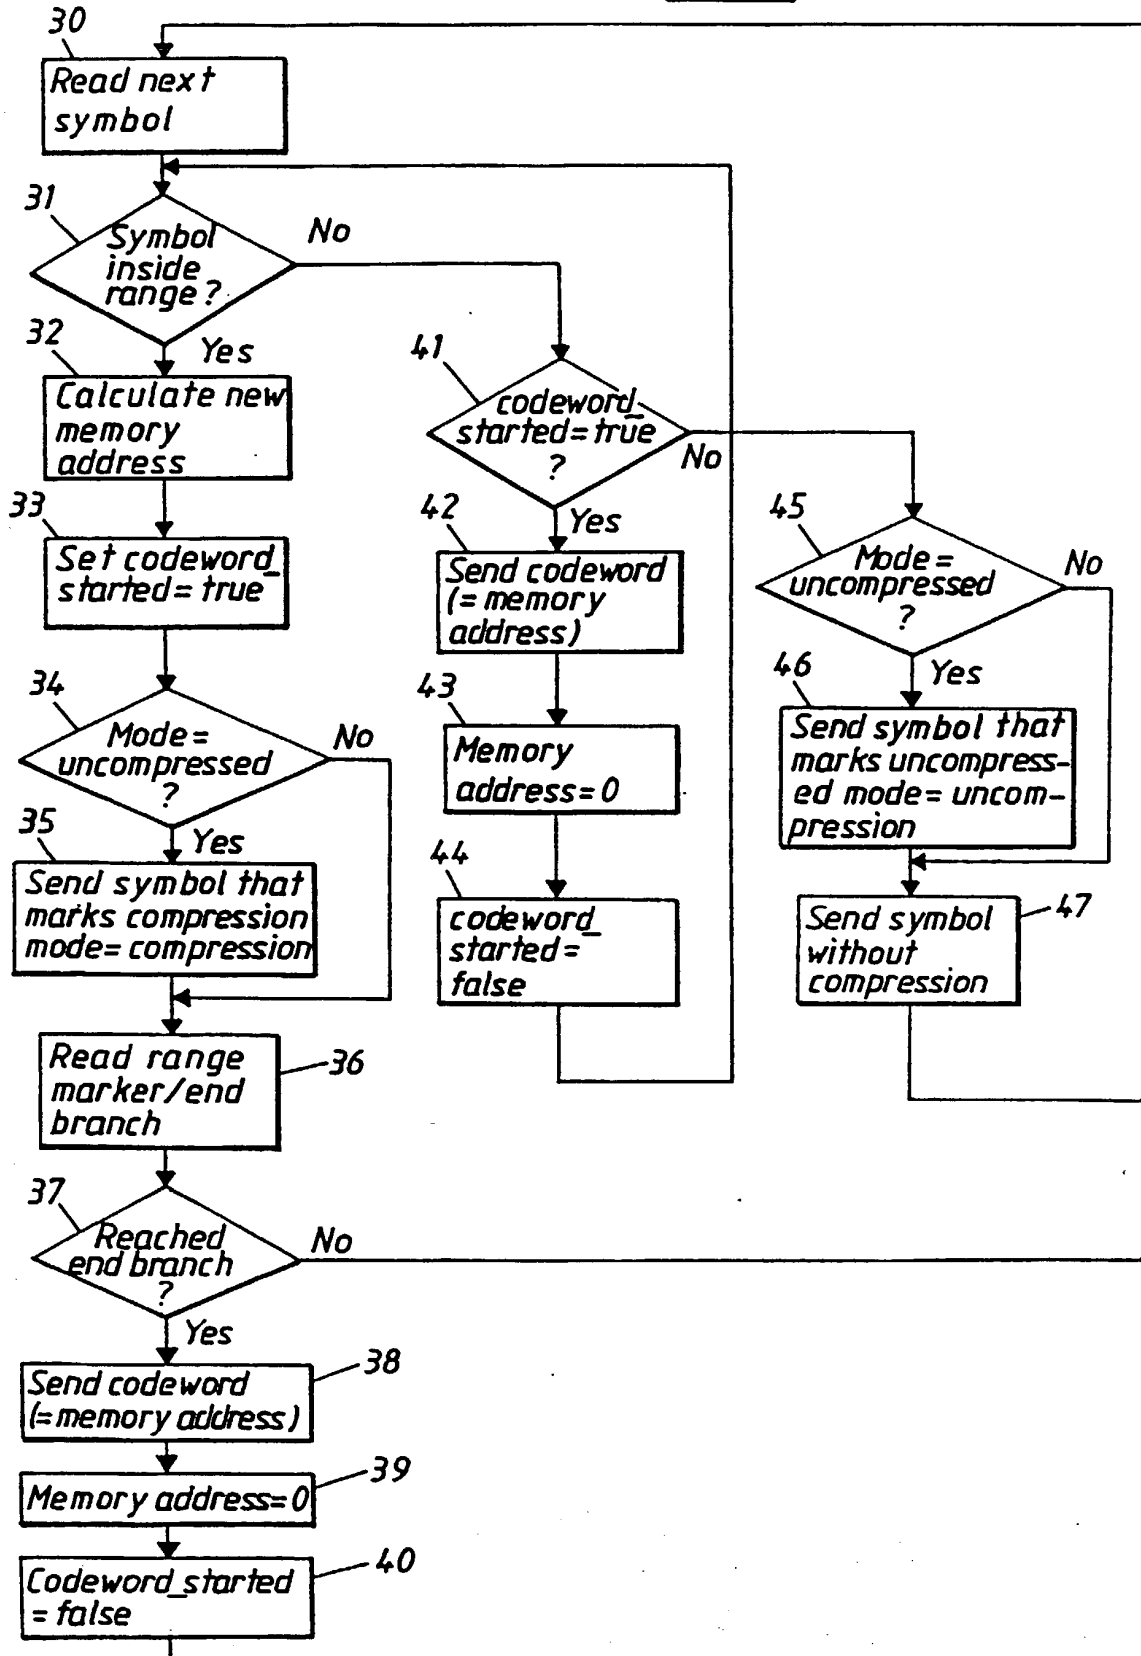 30
Read next
symbol
31
Symbol
inside
range?
No
Yes
32
Calculate new
memory
address
33
Set codeword_
started=true
34
Mode=
uncompressed
?
No
Yes
35
Send symbol that
marks compression
mode=compression
Read range
marker/end
branch
36
37
Reached
end branch
?
No
Yes
Send codeword
(=memory address)
38
Memory address=0
39
Codeword_started
=false
40
41
codeword_
started=true
?
No
Yes
42
Send codeword
(=memory
address)
43
Memory
address=0
44
codeword_
started=
false
45
Mode=
uncompressed
?
No
Yes
46
Send symbol that
marks uncompress-
ed mode=uncom-
pression
Send symbol
without
compression
47